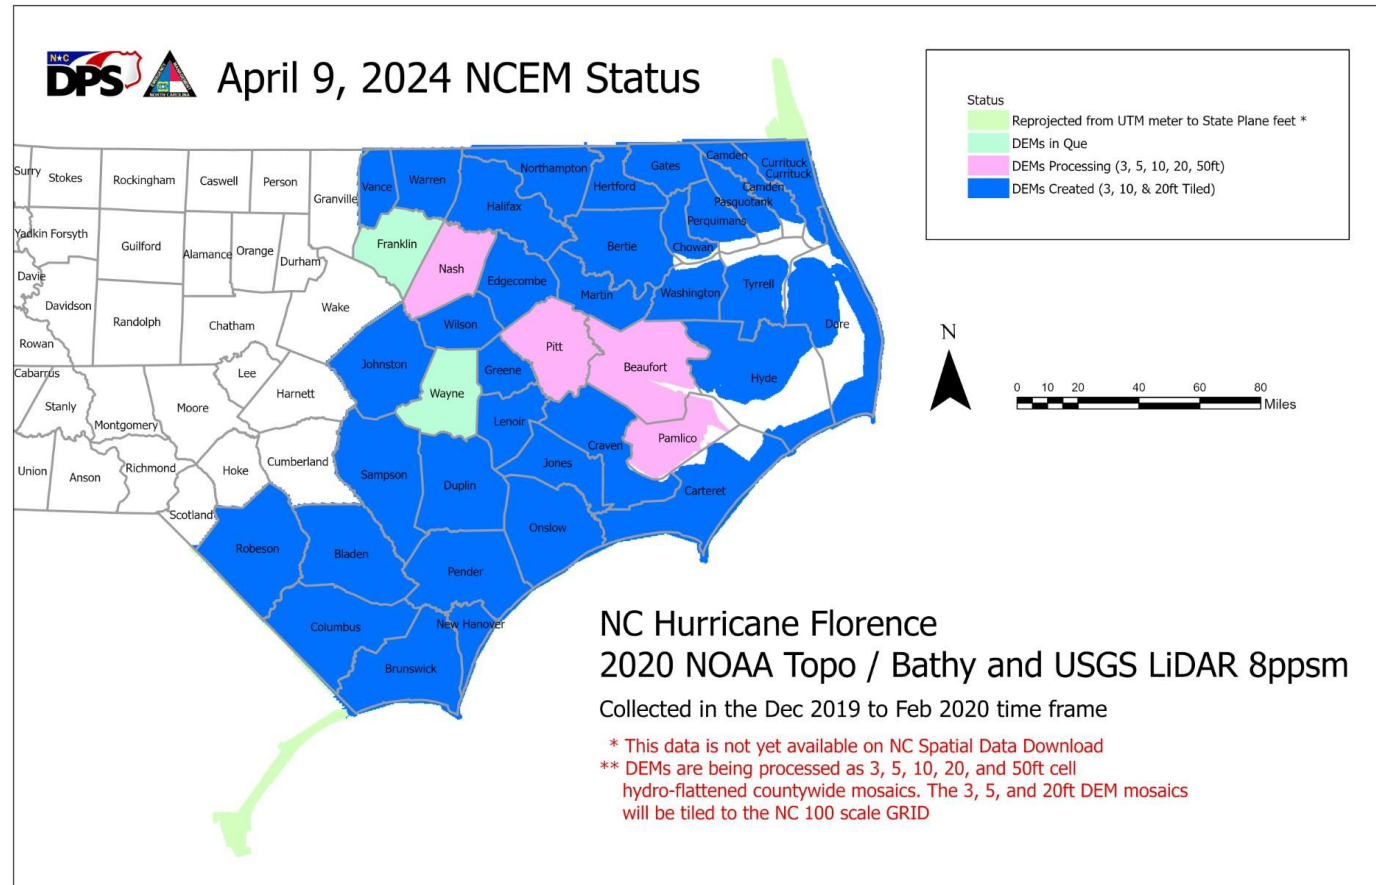 N★C
DPS
NORTH CAROLINA
April 9, 2024 NCEM Status
Status
Reprojected from UTM meter to State Plane feet *
DEMs in Que
DEMs Processing (3, 5, 10, 20, 50ft)
DEMs Created (3, 10, & 20ft Tiled)
Surry
Stokes
Rockingham
Caswell
Person
Granville
Vance
Warren
Northampton
Hertford
Gates
Camden
Currituck
Currituck
Camden
Pasquotank
Perquimans
Chowan
Halifax
Bertie
Yadkin
Forsyth
Guilford
Alamance
Orange
Durham
Franklin
Nash
Edgecombe
Martin
Washington
Tyrrell
Dare
Davie
Davidson
Randolph
Chatham
Wake
Wilson
Rowan
Johnston
Greene
Pitt
Beaufort
Hyde
Cabarrus
Stanly
Montgomery
Moore
Lee
Harnett
Wayne
Lenoir
Craven
Pamlico
Union
Anson
Richmond
Hoke
Cumberland
Sampson
Duplin
Jones
Carteret
Scotland
Robeson
Bladen
Pender
Onslow
Columbus
New Hanover
Brunswick
N
0 10 20 40 60 80
Miles
NC Hurricane Florence
2020 NOAA Topo / Bathy and USGS LiDAR 8ppsm
Collected in the Dec 2019 to Feb 2020 time frame
* This data is not yet available on NC Spatial Data Download
** DEMs are being processed as 3, 5, 10, 20, and 50ft cell
hydro-flattened countywide mosaics. The 3, 5, and 20ft DEM mosaics
will be tiled to the NC 100 scale GRID